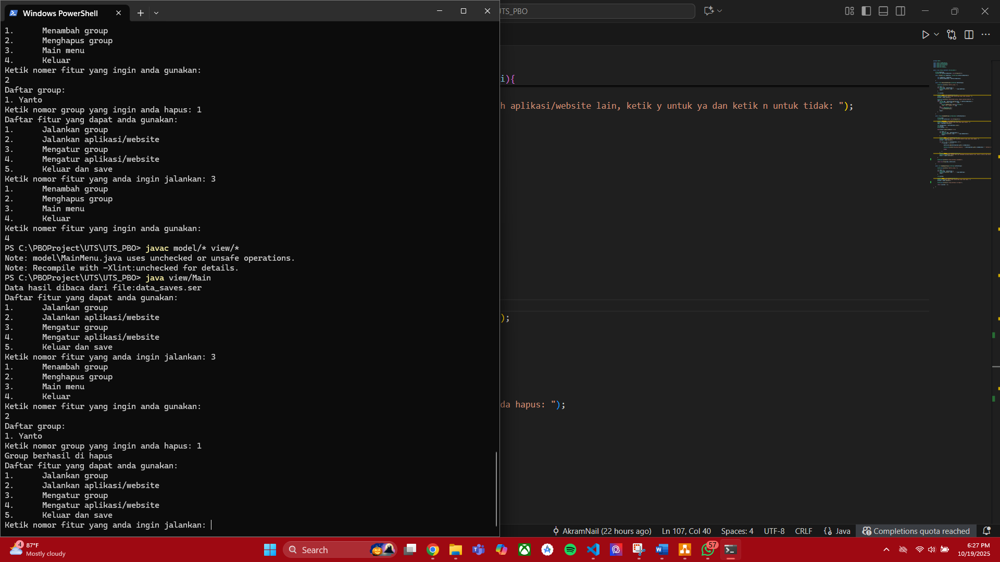 Windows PowerShell
UTS_PBO
1.      Menambah group
2.      Menghapus group
3.      Main menu
4.      Keluar
Ketik nomer fitur yang ingin anda gunakan:
2
Daftar group:
1. Yanto
Ketik nomor group yang ingin anda hapus: 1
Daftar fitur yang dapat anda gunakan:
1.      Jalankan group
2.      Jalankan aplikasi/website
3.      Mengatur group
4.      Mengatur aplikasi/website
5.      Keluar dan save
Ketik nomor fitur yang anda ingin jalankan: 3
1.      Menambah group
2.      Menghapus group
3.      Main menu
4.      Keluar
Ketik nomer fitur yang ingin anda gunakan:
4
PS C:\PBOProject\UTS\UTS_PBO> javac model/* view/*
Note: model\MainMenu.java uses unchecked or unsafe operations.
Note: Recompile with -Xlint:unchecked for details.
PS C:\PBOProject\UTS\UTS_PBO> java view/Main
Data hasil dibaca dari file:data_saves.ser
Daftar fitur yang dapat anda gunakan:
1.      Jalankan group
2.      Jalankan aplikasi/website
3.      Mengatur group
4.      Mengatur aplikasi/website
5.      Keluar dan save
Ketik nomor fitur yang anda ingin jalankan: 3
1.      Menambah group
2.      Menghapus group
3.      Main menu
4.      Keluar
Ketik nomer fitur yang ingin anda gunakan:
2
Daftar group:
1. Yanto
Ketik nomor group yang ingin anda hapus: 1
Group berhasil di hapus
Daftar fitur yang dapat anda gunakan:
1.      Jalankan group
2.      Jalankan aplikasi/website
3.      Mengatur group
4.      Mengatur aplikasi/website
5.      Keluar dan save
Ketik nomor fitur yang anda ingin jalankan:
i){
h aplikasi/website lain, ketik y untuk ya dan ketik n untuk tidak: ");
);
da hapus: ");
AkramNail (22 hours ago)  Ln 107, Col 40  Spaces: 4  UTF-8  CRLF  {} Java  Completions quota reached
4
87°F
Mostly cloudy
Search
57
6:27 PM
10/19/2025